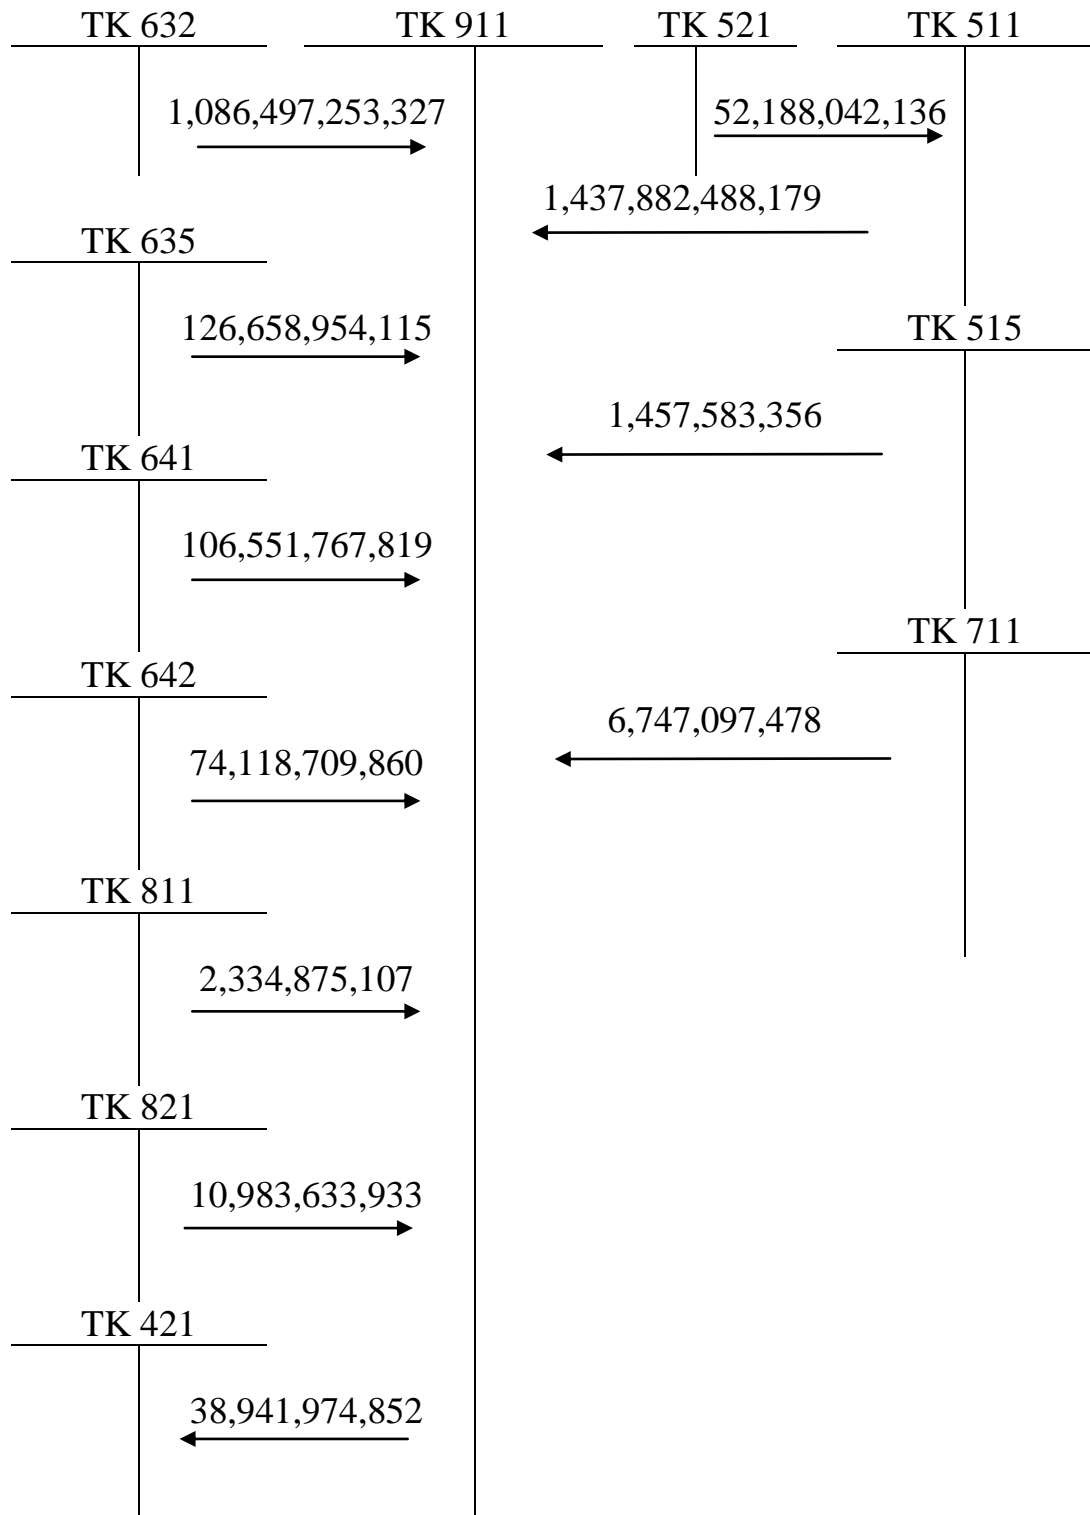 TK 632 TK 911 TK 521 TK 511
1,086,497,253,327 52,188,042,136
1,437,882,488,179
TK 635
126,658,954,115 TK 515
1,457,583,356
TK 641
106,551,767,819
TK 711
TK 642
6,747,097,478
74,118,709,860
TK 811
2,334,875,107
TK 821
10,983,633,933
TK 421
38,941,974,852